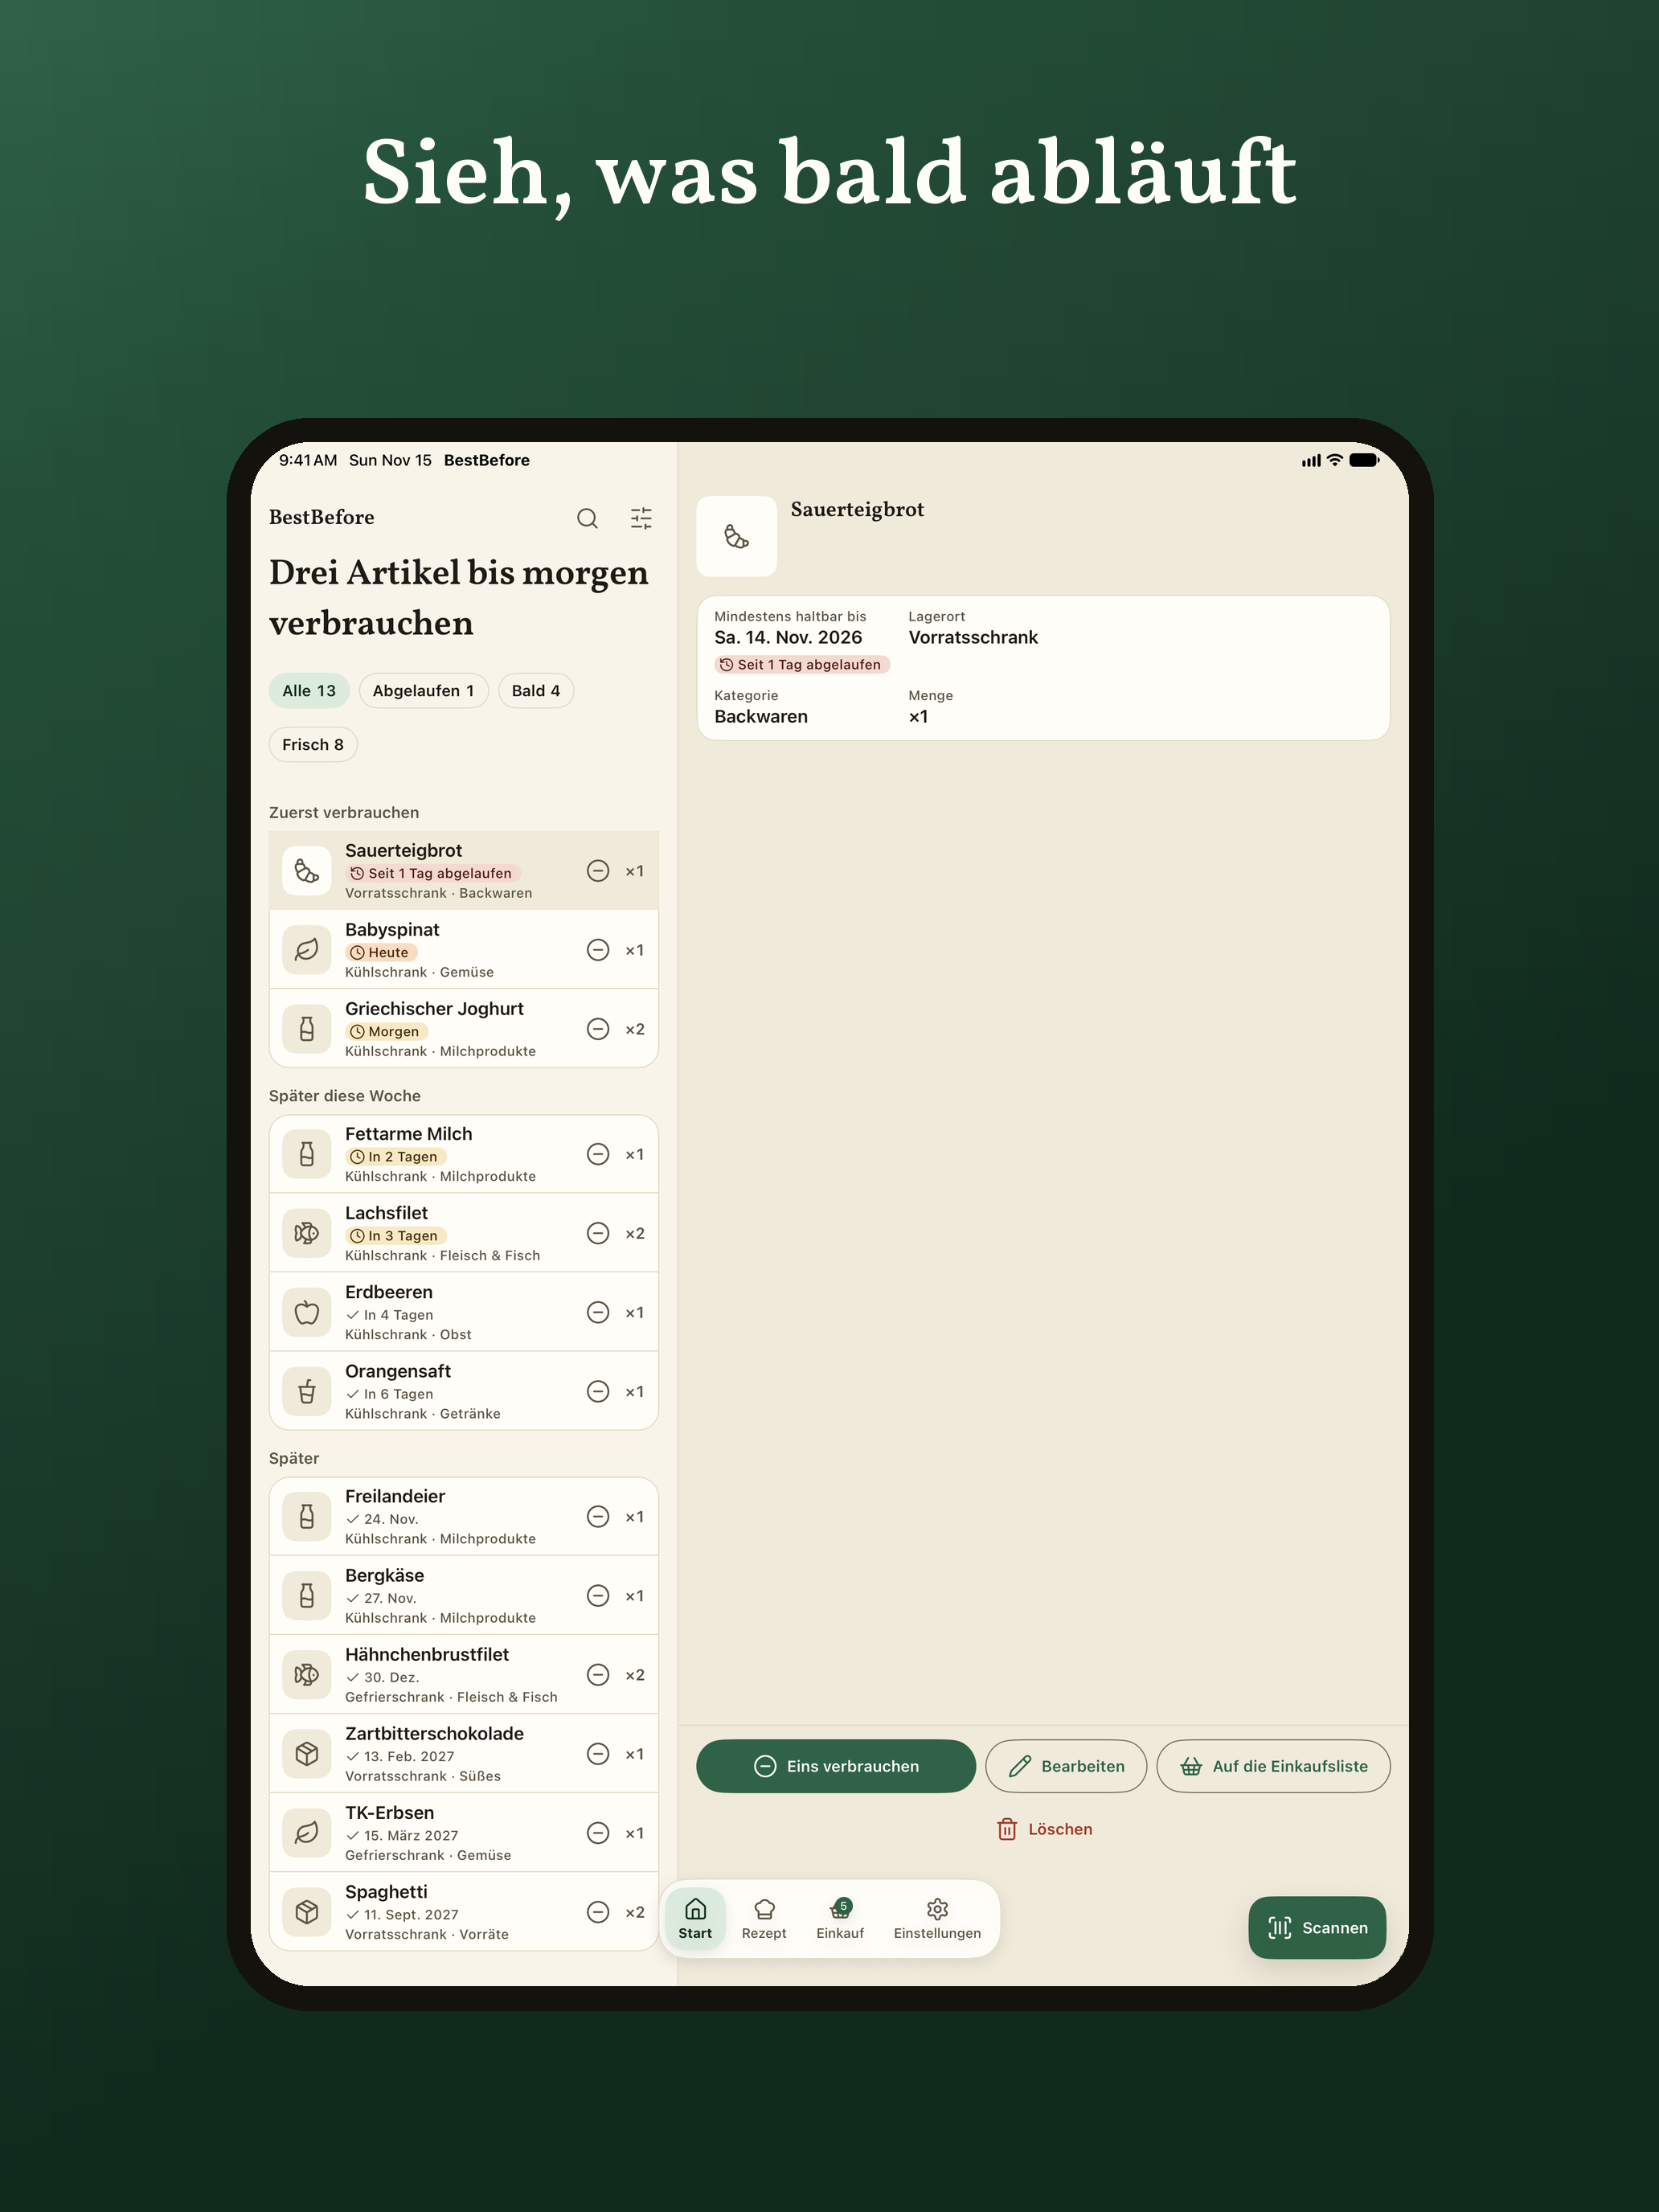 Sieh, was bald abläuft
9:41 AM Sun Nov 15 BestBefore
BestBefore
Drei Artikel bis morgen
verbrauchen
Alle 13 Abgelaufen 1 Bald 4
Frisch 8
Zuerst verbrauchen
Sauerteigbrot
Seit 1 Tag abgelaufen
Vorratsschrank · Backwaren
×1
Babyspinat
Heute
Kühlschrank · Gemüse
×1
Griechischer Joghurt
Morgen
Kühlschrank · Milchprodukte
×2
Später diese Woche
Fettarme Milch
In 2 Tagen
Kühlschrank · Milchprodukte
×1
Lachsfilet
In 3 Tagen
Kühlschrank · Fleisch & Fisch
×2
Erdbeeren
In 4 Tagen
Kühlschrank · Obst
×1
Orangensaft
In 6 Tagen
Kühlschrank · Getränke
×1
Später
Freilandeier
24. Nov.
Kühlschrank · Milchprodukte
×1
Bergkäse
27. Nov.
Kühlschrank · Milchprodukte
×1
Hähnchenbrustfilet
30. Dez.
Gefrierschrank · Fleisch & Fisch
×2
Zartbitterschokolade
13. Feb. 2027
Vorratsschrank · Süßes
×1
TK-Erbsen
15. März 2027
Gefrierschrank · Gemüse
×1
Spaghetti
11. Sept. 2027
Vorratsschrank · Vorräte
×2
Sauerteigbrot
Mindestens haltbar bis
Sa. 14. Nov. 2026
Seit 1 Tag abgelaufen
Lagerort
Vorratsschrank
Kategorie
Backwaren
Menge
×1
Eins verbrauchen
Bearbeiten
Auf die Einkaufsliste
Löschen
Start
Rezept
5
Einkauf
Einstellungen
Scannen